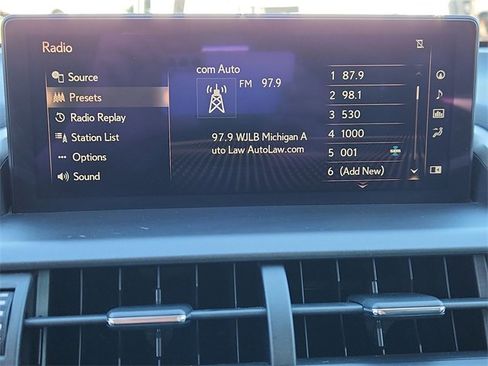 Radio
Source
Presets
Radio Replay
Station List
Options
Sound
com Auto
FM 97.9
97.9 WJLB Michigan A
uto Law AutoLaw.com
1 87.9
2 98.1
3 530
4 1000
5 001
6 (Add New)